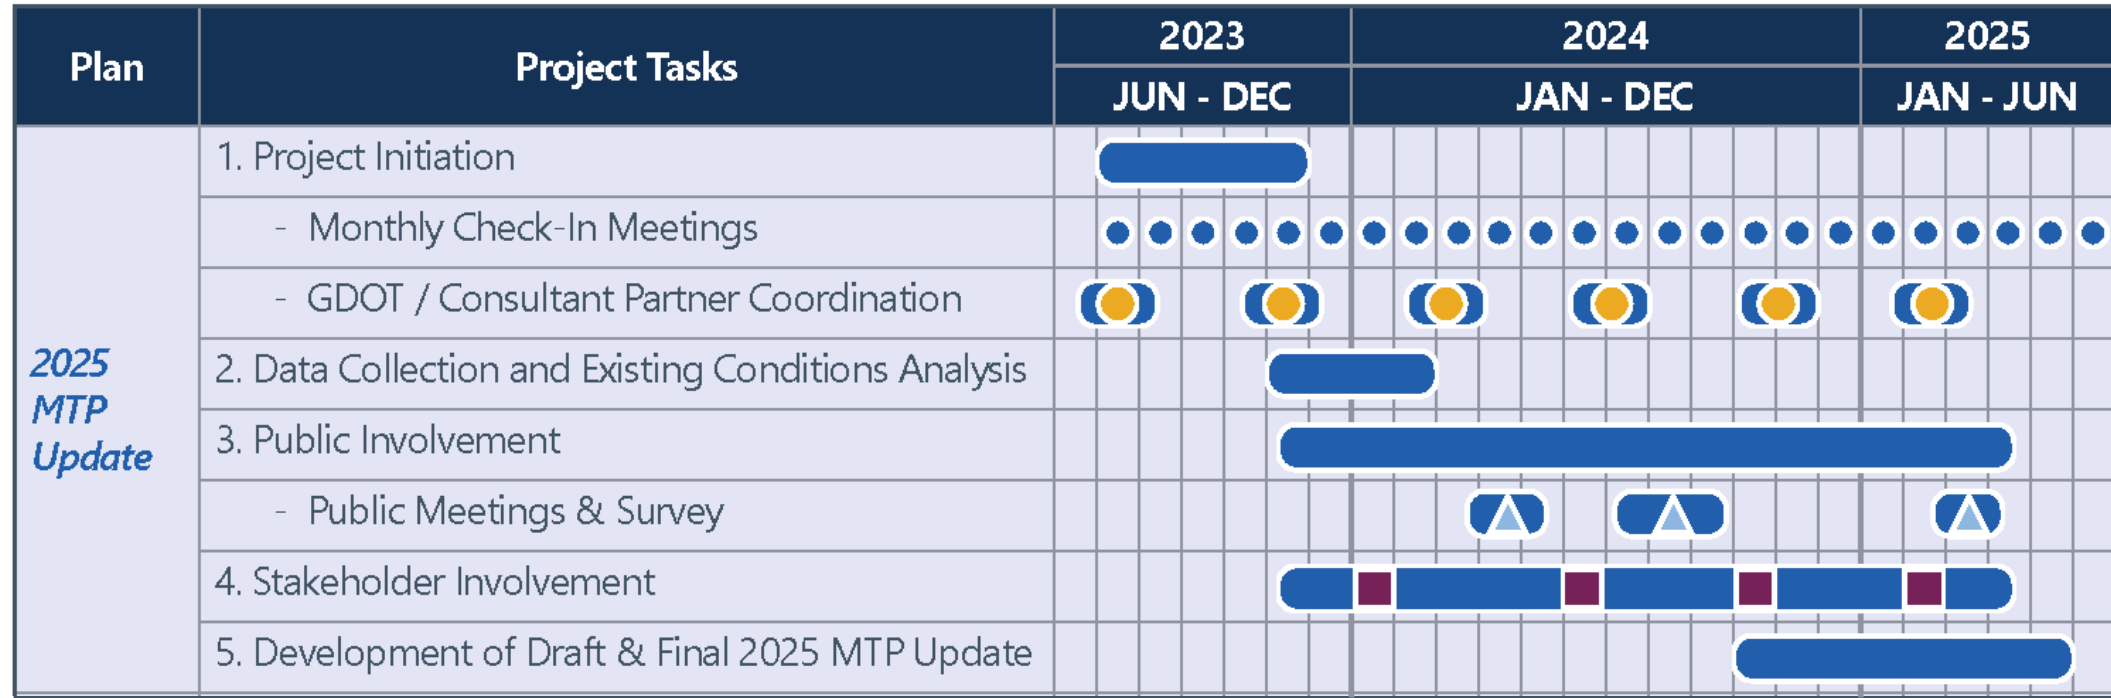 Plan
Project Tasks
2023
2024
2025
JUN - DEC
JAN - DEC
JAN - JUN
2025
MTP
Update
1. Project Initiation
- Monthly Check-In Meetings
- GDOT / Consultant Partner Coordination
2. Data Collection and Existing Conditions Analysis
3. Public Involvement
- Public Meetings & Survey
4. Stakeholder Involvement
5. Development of Draft & Final 2025 MTP Update